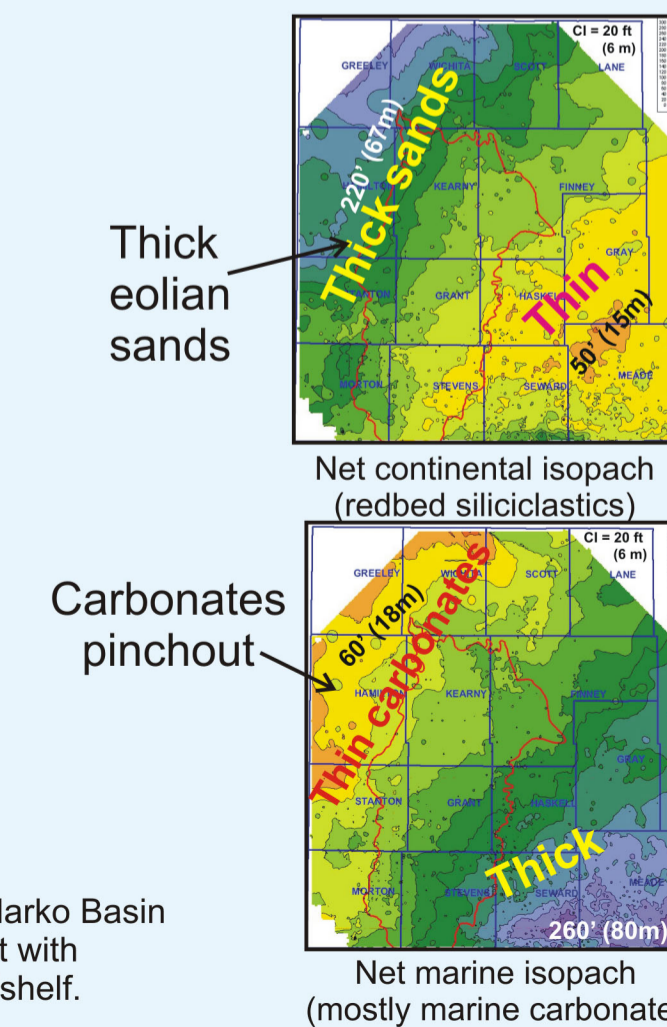 CI = 20 ft
(6 m)
GREELEY
WICHITA
SCOTT
LANE
220' (67m)
Thick sands
KEARNY
FINNEY
Thick
eolian
sands
GRAY
GRANT
HASKELL
Thin
50' (15m)
MORTON
STEVENS
SEWARD
MEADE
Net continental isopach
(redbed siliciclastics)
CI = 20 ft
(6 m)
GREELEY
WICHITA
SCOTT
LANE
Carbonates
pinchout
60' (18m)
Thin carbonates
HAMILTON
KEARNY
FINNEY
GRAY
STANTON
GRANT
HASKELL
Thick
MORTON
STEVENS
SEWARD
MEADE
260' (80m)
larko Basin
t with
shelf.
Net marine isopach
(mostly marine carbonate